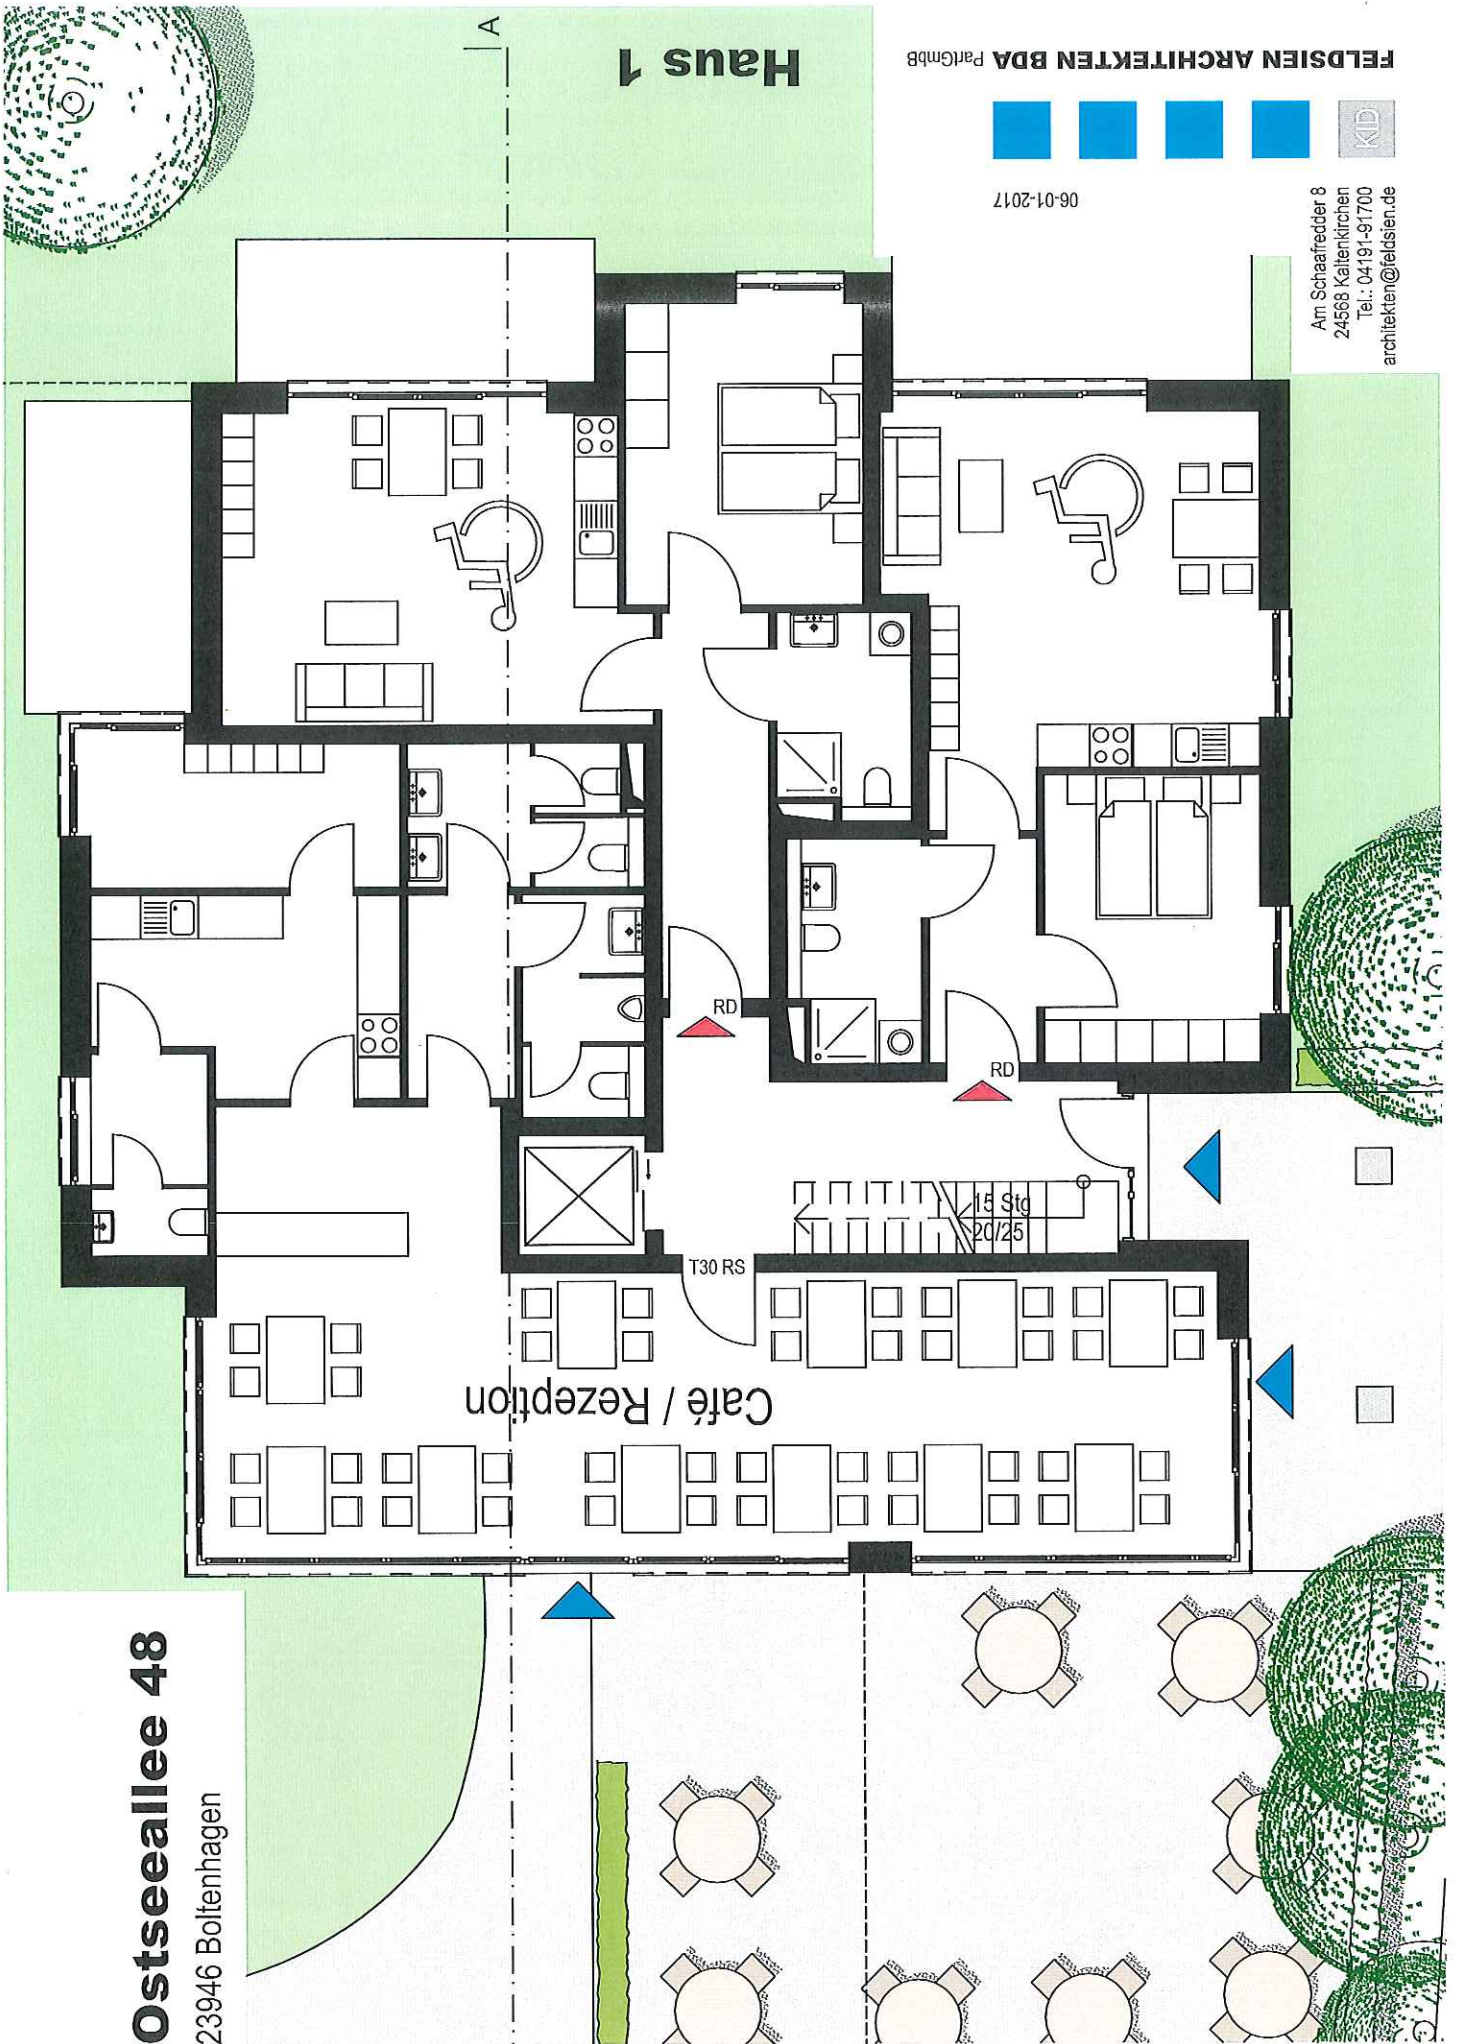 Ostseeallee 48
23946 Boltenhagen
Haus 1
A
FELDSIEN ARCHITEKTEN BDA PartGmbB
KID
06-01-2017
Am Schaafredder 8
24568 Kaltenkirchen
Tel.: 04191-91700
architekten@feldsien.de
RD
RD
15 Stg
20/25
T30 RS
Café / Rezeption